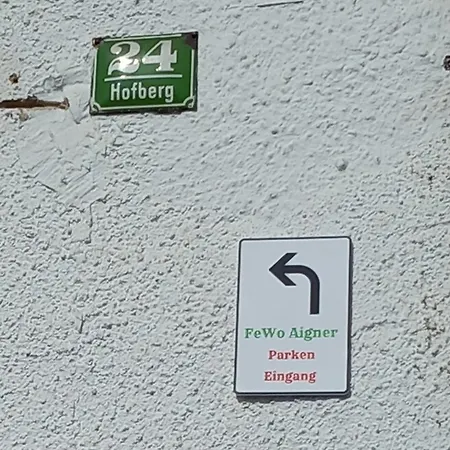 24
Hofberg
FeWo Aigner
Parken
Eingang